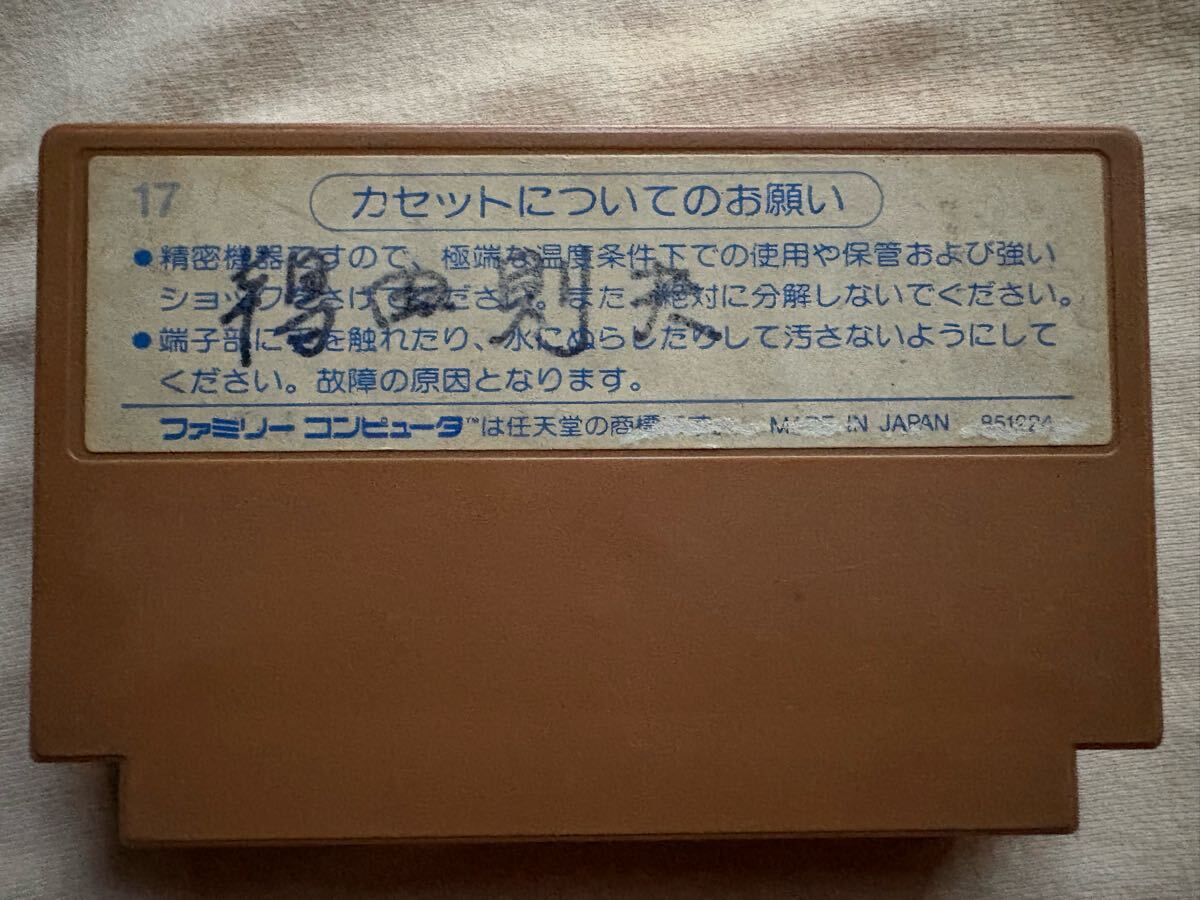 17
カセットについてのお願い
●精密機器ですので、極端な温度条件下での使用や保管および強い
ショックをさけてください。また、絶対に分解しないでください。
則夫
●端子部に手を触れたり、水にぬらしたりして汚さないようにして
ください。故障の原因となります。
ファミリーコンピュータ™は任天堂の商標です。 MADE IN JAPAN 851224